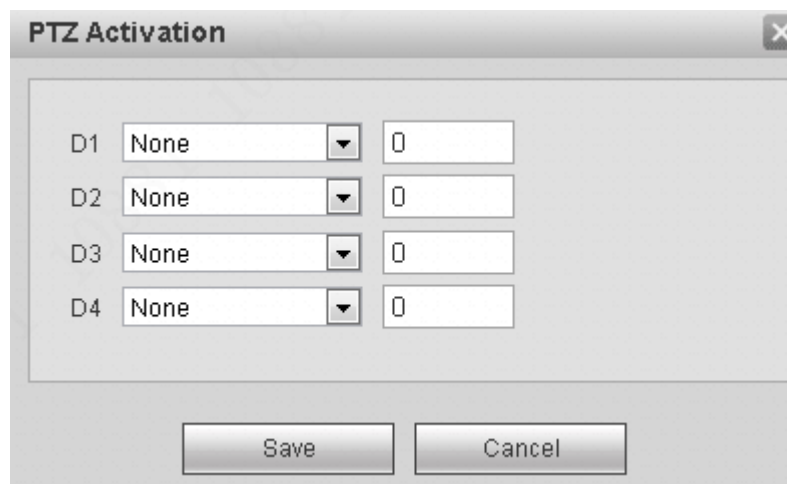 PTZ Activation
D1 None 0
D2 None 0
D3 None 0
D4 None 0
Save Cancel